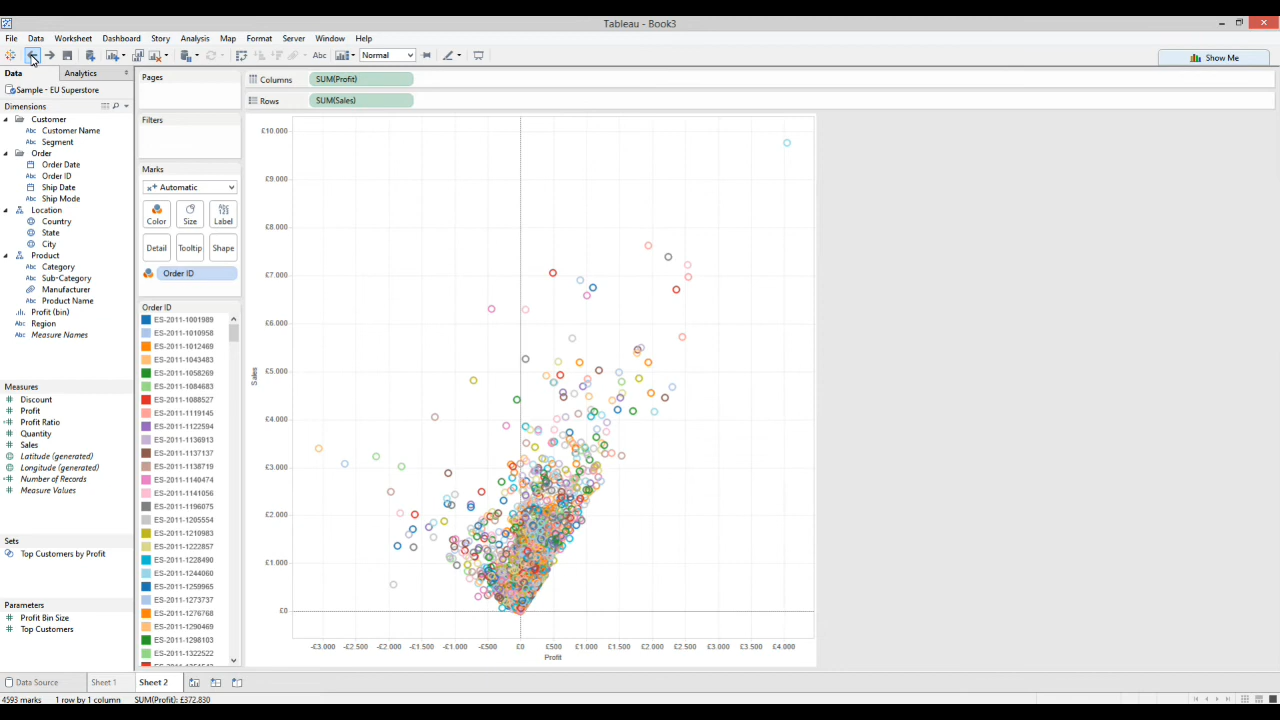 Tableau - Book3
File Data Worksheet Dashboard Story Analysis Map Format Server Window Help
Abc Normal Show Me
Data Analytics
Sample - EU Superstore
Dimensions
Customer
Abc Customer Name
Abc Segment
Order
Order Date
Abc Order ID
Ship Date
Abc Ship Mode
Location
Country
State
City
Product
Abc Category
Abc Sub-Category
Manufacturer
Abc Product Name
Profit (bin)
Abc Region
Abc Measure Names
Measures
# Discount
# Profit
# Profit Ratio
# Quantity
# Sales
Latitude (generated)
Longitude (generated)
Number of Records
# Measure Values
Sets
Top Customers by Profit
Parameters
# Profit Bin Size
# Top Customers
Pages
Filters
Marks
Automatic
Color Size Label
Detail Tooltip Shape
Order ID
Order ID
ES-2011-1001989
ES-2011-1010958
ES-2011-1012469
ES-2011-1043483
ES-2011-1058269
ES-2011-1084683
ES-2011-1088527
ES-2011-1119145
ES-2011-1122594
ES-2011-1136913
ES-2011-1137137
ES-2011-1138719
ES-2011-1140474
ES-2011-1141056
ES-2011-1196075
ES-2011-1205554
ES-2011-1210983
ES-2011-1222857
ES-2011-1228490
ES-2011-1244060
ES-2011-1259965
ES-2011-1273737
ES-2011-1276768
ES-2011-1290469
ES-2011-1298103
ES-2011-1322522
Columns SUM(Profit)
Rows SUM(Sales)
£10.000
£9.000
£8.000
£7.000
£6.000
£5.000
£4.000
£3.000
£2.000
£1.000
£0
Sales
-£3.000 -£2.500 -£2.000 -£1.500 -£1.000 -£500 £0 £500 £1.000 £1.500 £2.000 £2.500 £3.000 £3.500 £4.000
Profit
Data Source Sheet 1 Sheet 2
4593 marks 1 row by 1 column SUM(Profit): £372.830